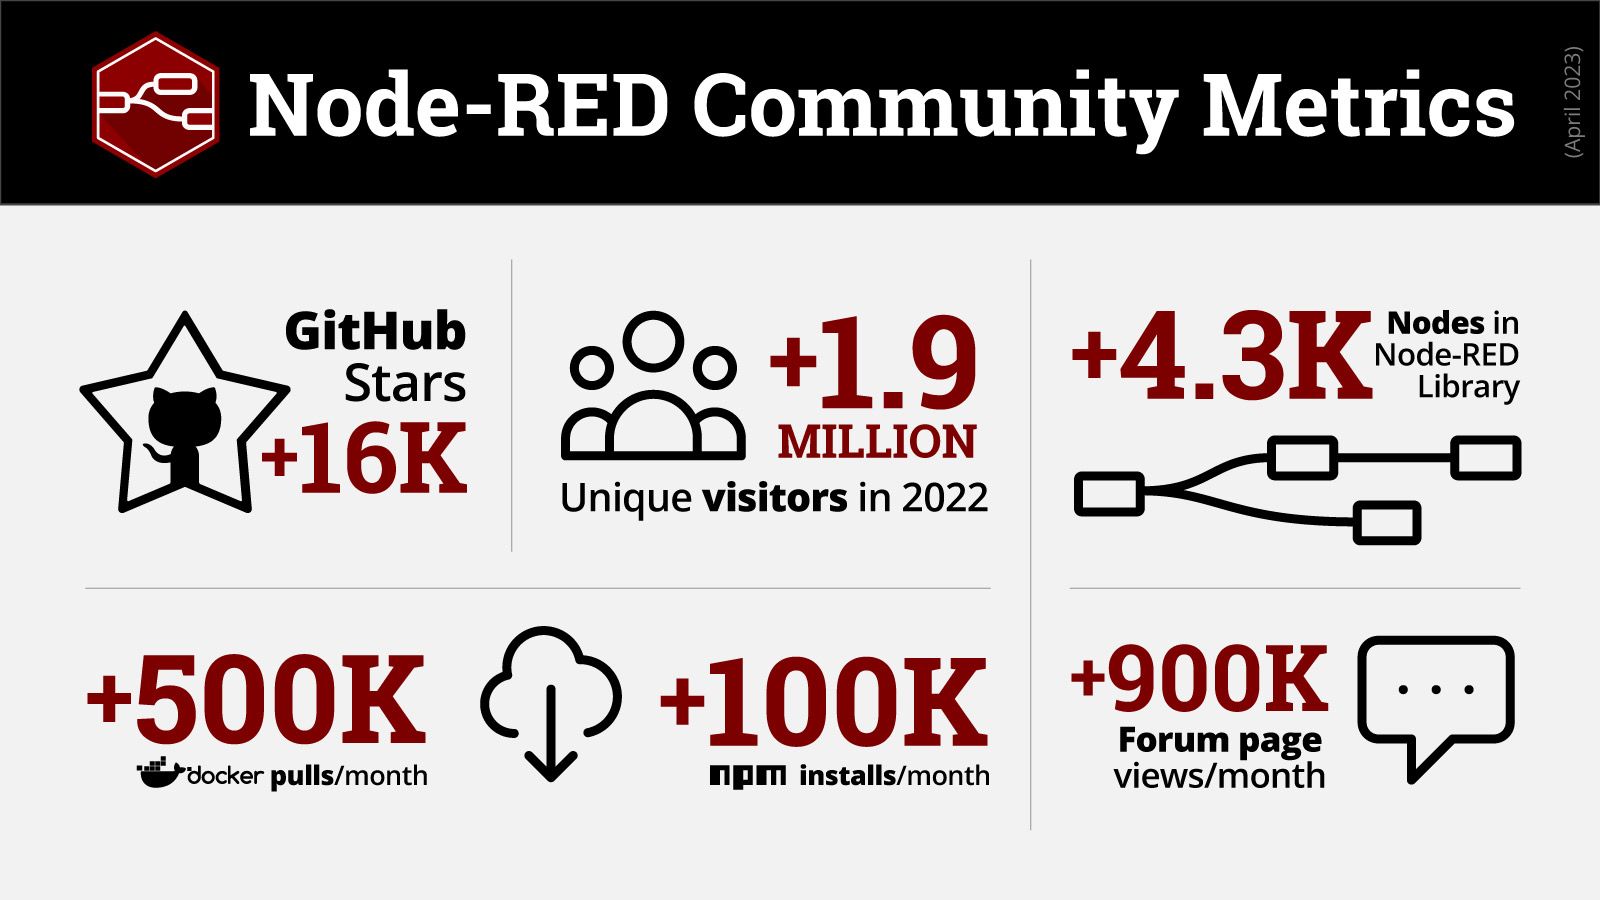 Node-RED Community Metrics
(April 2023)
GitHub
Stars
+16K
+1.9
MILLION
Unique visitors in 2022
+4.3K
Nodes in
Node-RED
Library
+500K
docker pulls/month
+100K
npm installs/month
+900K
Forum page
views/month